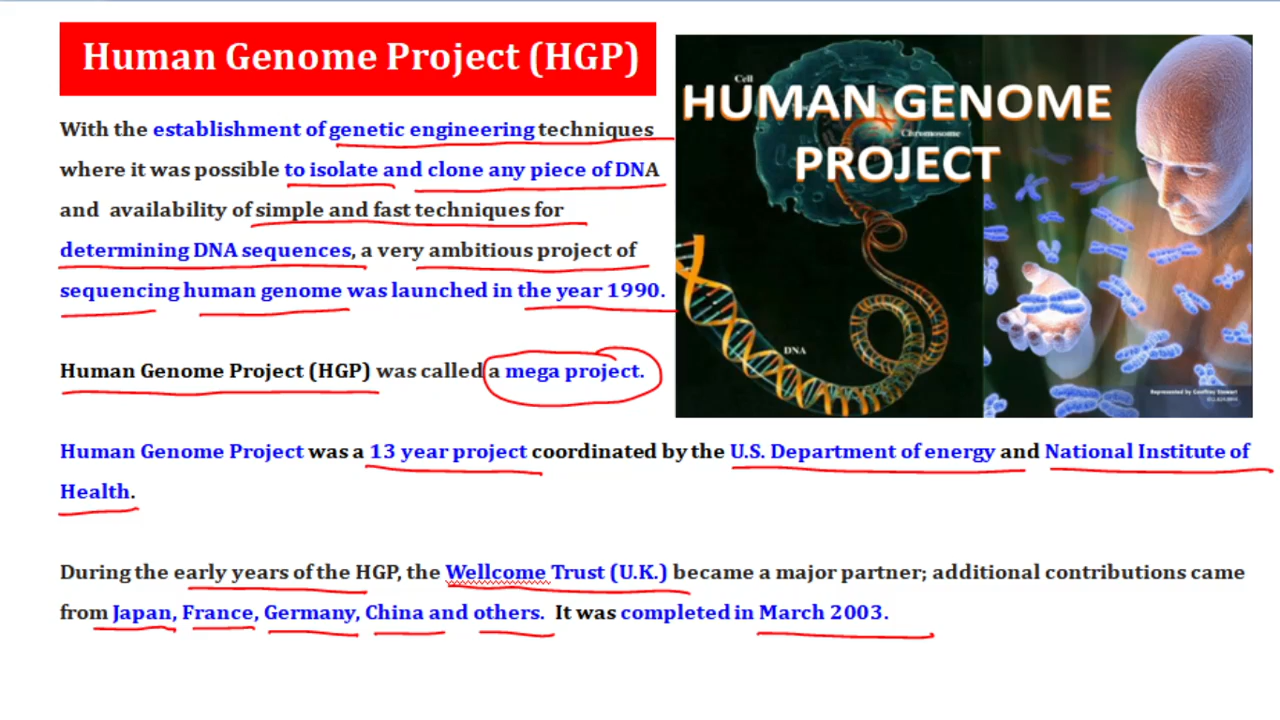 Human Genome Project (HGP)
With the establishment of genetic engineering techniques
where it was possible to isolate and clone any piece of DNA
and availability of simple and fast techniques for
determining DNA sequences, a very ambitious project of
sequencing human genome was launched in the year 1990.
Human Genome Project (HGP) was called a mega project.
Human Genome Project was a 13 year project coordinated by the U.S. Department of energy and National Institute of
Health.
During the early years of the HGP, the Wellcome Trust (U.K.) became a major partner; additional contributions came
from Japan, France, Germany, China and others. It was completed in March 2003.
Cell
HUMAN GENOME
Chromosome
PROJECT
DNA